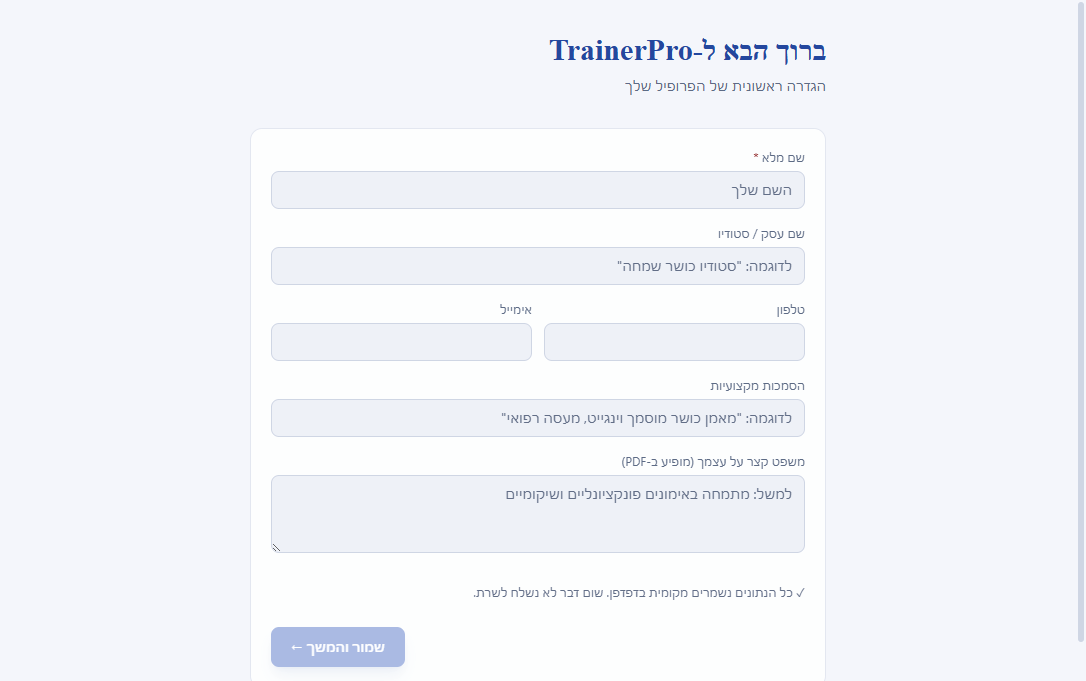 ברוך הבא ל-TrainerPro
הגדרה ראשונית של הפרופיל שלך
שם מלא *
השם שלך
שם עסק / סטודיו
לדוגמה: "סטודיו כושר שמחה"
טלפון
אימייל
הסמכות מקצועיות
לדוגמה: "מאמן כושר מוסמך וינגייט, מעסה רפואי"
משפט קצר על עצמך (מופיע ב-PDF)
למשל: מתמחה באימונים פונקציונליים ושיקומיים
✓ כל הנתונים נשמרים מקומית בדפדפן. שום דבר לא נשלח לשרת.
שמור והמשך ←